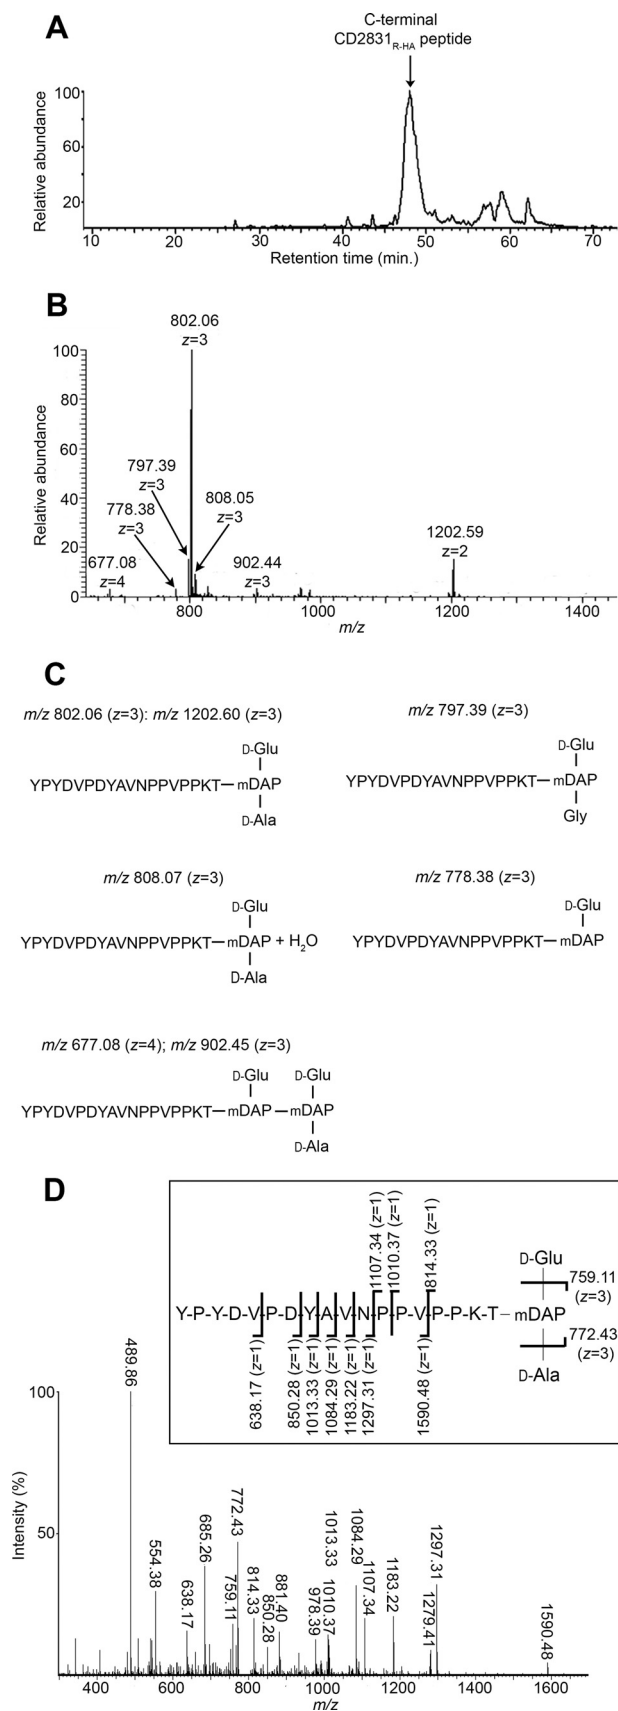 A
C-terminal
CD2831R-HA peptide
Relative abundance
100
60
20
10 20 30 40 50 60 70
Retention time (min.)
B
802.06
z=3
797.39
z=3
808.05
z=3
778.38
z=3
677.08
z=4
902.44
z=3
1202.59
z=2
Relative abundance
100
80
60
40
20
0
800 1000 1200 1400
m/z
C
m/z 802.06 (z=3): m/z 1202.60 (z=3)
D-Glu
YPYDVPDYAVNPPVPPKT—mDAP
D-Ala
m/z 797.39 (z=3)
D-Glu
YPYDVPDYAVNPPVPPKT—mDAP
Gly
m/z 808.07 (z=3)
D-Glu
YPYDVPDYAVNPPVPPKT—mDAP + H2O
D-Ala
m/z 778.38 (z=3)
D-Glu
YPYDVPDYAVNPPVPPKT—mDAP
m/z 677.08 (z=4); m/z 902.45 (z=3)
D-Glu D-Glu
YPYDVPDYAVNPPVPPKT—mDAP—mDAP
D-Ala
D
1107.34 (z=1)
1010.37 (z=1)
814.33 (z=1)
D-Glu
759.11
(z=3)
Y-P-Y-D-V-P-D-Y-A-V-N-P-P-V-P-P-K-T—mDAP
772.43
(z=3)
D-Ala
638.17 (z=1)
850.28 (z=1)
1013.33 (z=1)
1084.29 (z=1)
1183.22 (z=1)
1297.31 (z=1)
1590.48 (z=1)
Intensity (%)
100
50
489.86
554.38
638.17
685.26
759.11
772.43
814.33
850.28
881.40
978.39
1010.37
1013.33
1084.29
1107.34
1183.22
1279.41
1297.31
1590.48
400 600 800 1000 1200 1400 1600
m/z